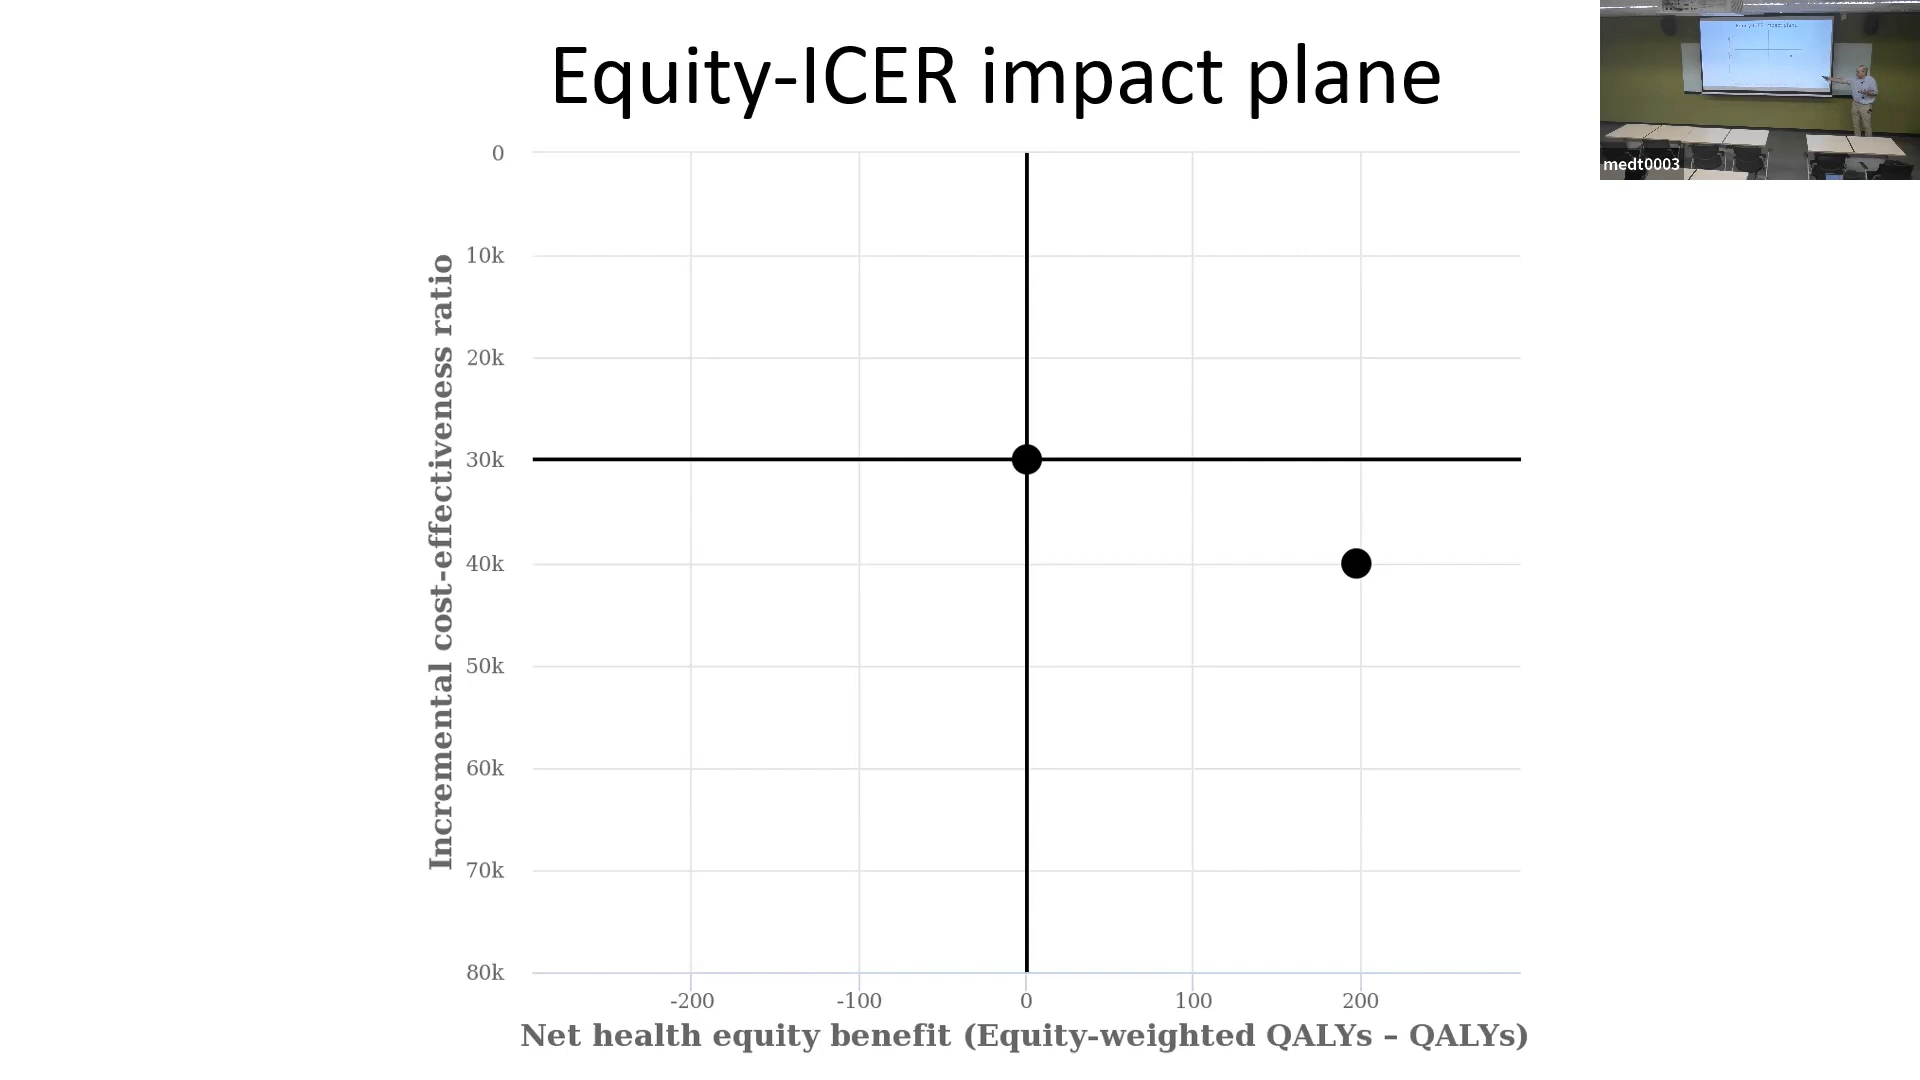 Equity-ICER impact plane
medt0003
Incremental cost-effectiveness ratio
0
10k
20k
30k
40k
50k
60k
70k
80k
-200
-100
0
100
200
Net health equity benefit (Equity-weighted QALYs – QALYs)